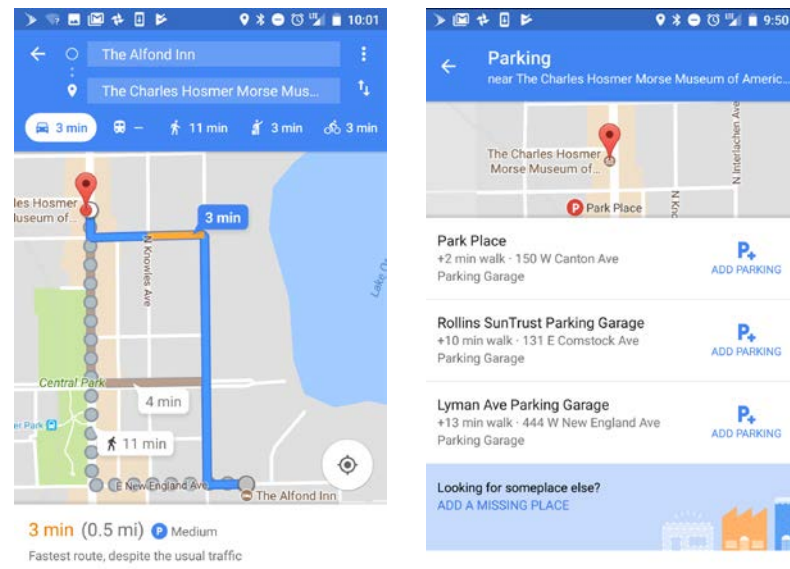 10:01
The Alfond Inn
The Charles Hosmer Morse Mus...
3 min
–
11 min
3 min
3 min
les Hosmer
Museum of...
3 min
N Knowles Ave
Central Park
4 min
er Park
11 min
E New England Ave
The Alfond Inn
3 min (0.5 mi) P Medium
Fastest route, despite the usual traffic
9:50
Parking
near The Charles Hosmer Morse Museum of Americ...
The Charles Hosmer
Morse Museum of...
N Interlachen Ave
P Park Place
Park Place
+2 min walk · 150 W Canton Ave
Parking Garage
P+
ADD PARKING
Rollins SunTrust Parking Garage
+10 min walk · 131 E Comstock Ave
Parking Garage
P+
ADD PARKING
Lyman Ave Parking Garage
+13 min walk · 444 W New England Ave
Parking Garage
P+
ADD PARKING
Looking for someplace else?
ADD A MISSING PLACE